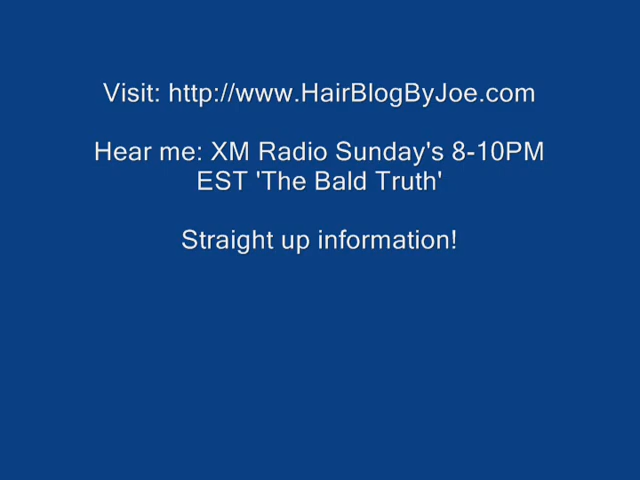 Visit: http://www.HairBlogByJoe.com
Hear me: XM Radio Sunday's 8-10PM
EST 'The Bald Truth'
Straight up information!